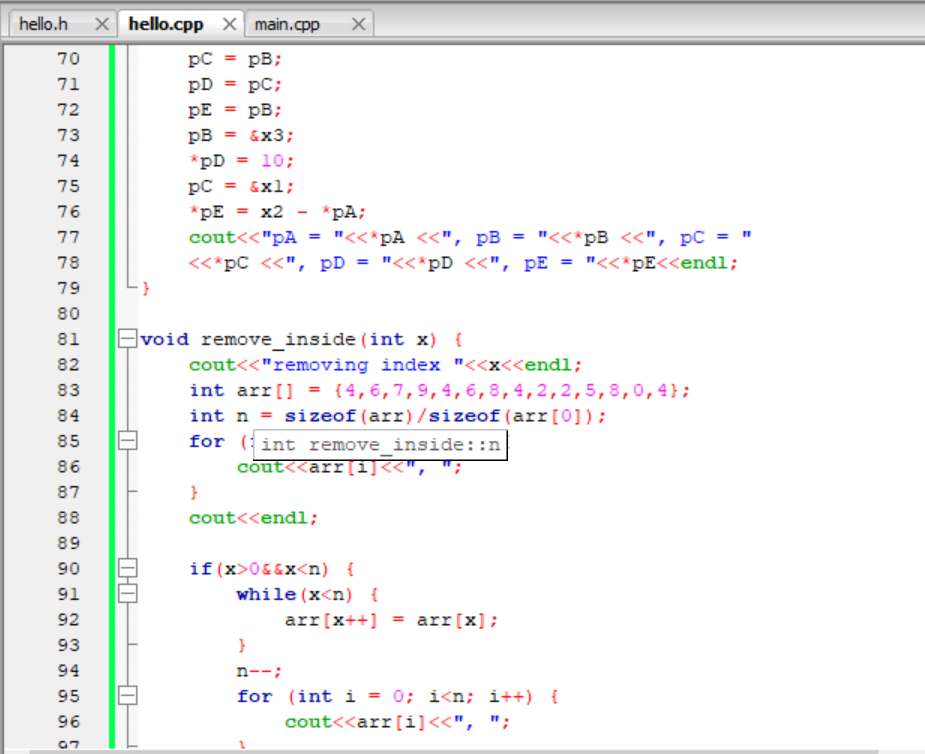 hello.h hello.cpp main.cpp
70 pC = pB;
71 pD = pC;
72 pE = pB;
73 pB = &x3;
74 *pD = 10;
75 pC = &x1;
76 *pE = x2 - *pA;
77 cout<<"pA = "<<*pA <<", pB = "<<*pB <<", pC = "
78 <<*pC <<", pD = "<<*pD <<", pE = "<<*pE<<endl;
79 }
80
81 void remove_inside(int x) {
82 cout<<"removing index "<<x<<endl;
83 int arr[] = {4,6,7,9,4,6,8,4,2,2,5,8,0,4};
84 int n = sizeof(arr)/sizeof(arr[0]);
85 for ( int remove_inside::n
86 cout<<arr[i]<<", ";
87 }
88 cout<<endl;
89
90 if(x>0&&x<n) {
91 while(x<n) {
92 arr[x++] = arr[x];
93 }
94 n--;
95 for (int i = 0; i<n; i++) {
96 cout<<arr[i]<<", ";
97 }